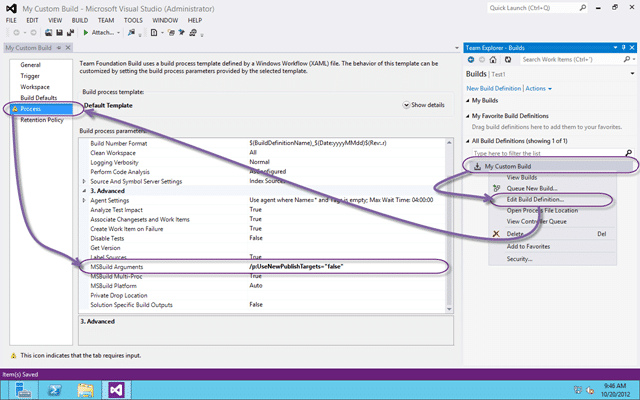 My Custom Build - Microsoft Visual Studio (Administrator)
Quick Launch (Ctrl+Q)
FILE EDIT VIEW BUILD TEAM TOOLS WINDOW HELP
Attach...
My Custom Build
General
Trigger
Workspace
Build Defaults
Process
Retention Policy
Team Foundation Build uses a build process template defined by a Windows Workflow (XAML) file. The behavior of this template can be
customized by setting the build process parameters provided by the selected template.
Build process template:
Default Template
Show details
Build process parameters:
Build Number Format $(BuildDefinitionName)_$(Date:yyyyMMdd)$(Rev:.r)
Clean Workspace All
Logging Verbosity Normal
Perform Code Analysis AsConfigured
Source And Symbol Server Settings Index Sources
3. Advanced
Agent Settings Use agent where Name=* and Tags is empty; Max Wait Time: 04:00:00
Analyze Test Impact True
Associate Changesets and Work Items True
Create Work Item on Failure True
Disable Tests False
Get Version
Label Sources True
MSBuild Arguments /p:UseNewPublishTargets="false"
MSBuild Multi-Proc True
MSBuild Platform Auto
Private Drop Location
Solution Specific Build Outputs False
3. Advanced
This icon indicates that the tab requires input.
Team Explorer - Builds
Search Work Items (Ctrl+')
Builds | Test1
New Build Definition | Actions
My Builds
My Favorite Build Definitions
Drag build definitions here to add them to your favorites.
All Build Definitions (showing 1 of 1)
Type here to filter the list
My Custom Build
View Builds
Queue New Build...
Edit Build Definition...
Open Process File Location
View Controller Queue
Delete Del
Add to Favorites
Security...
Item(s) Saved
9:46 AM
10/20/2012